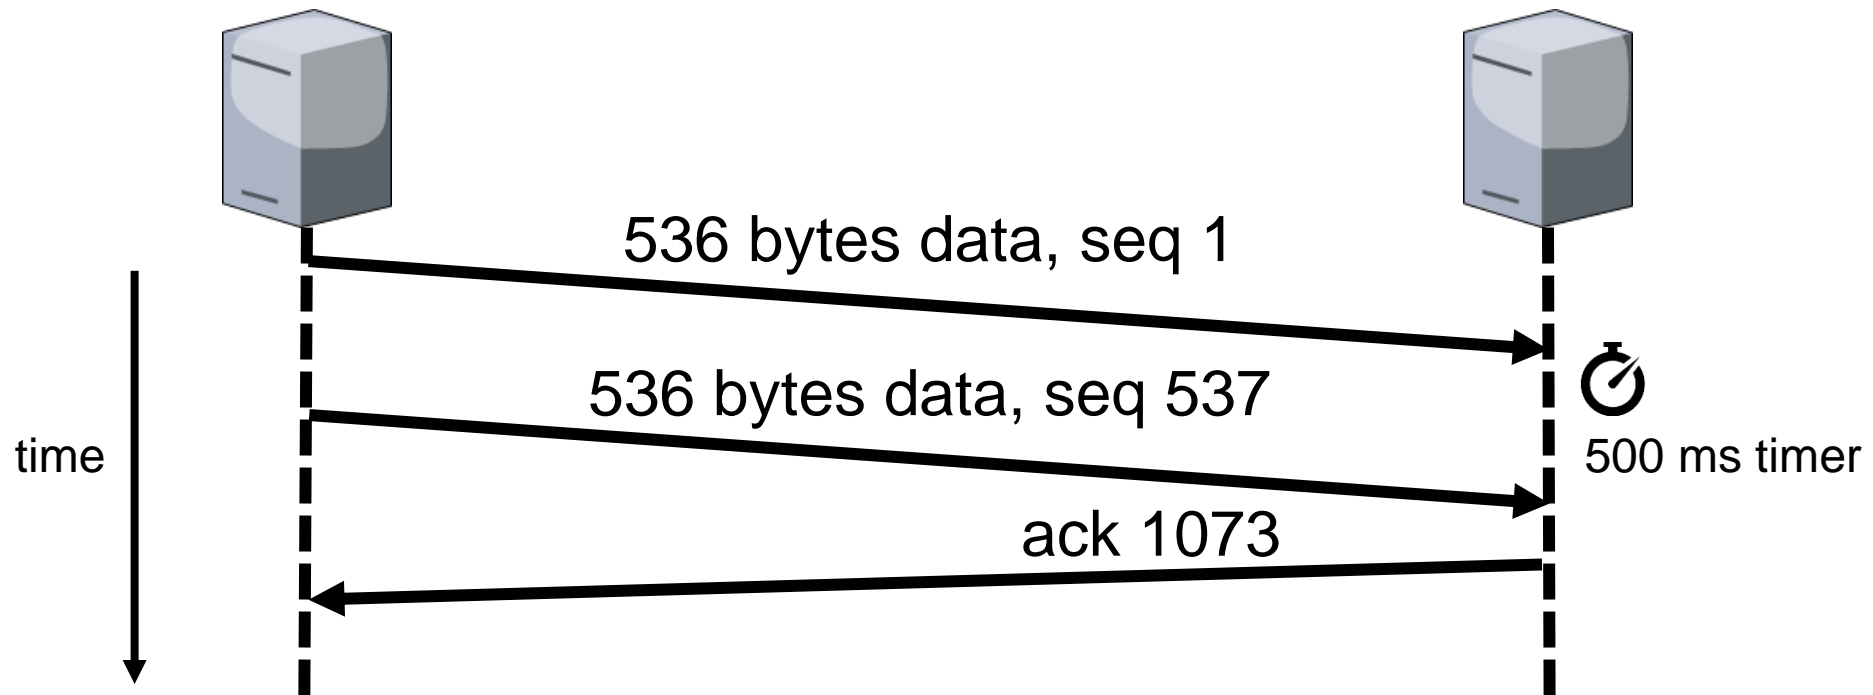 536 bytes data, seq 1
536 bytes data, seq 537
time
500 ms timer
ack 1073